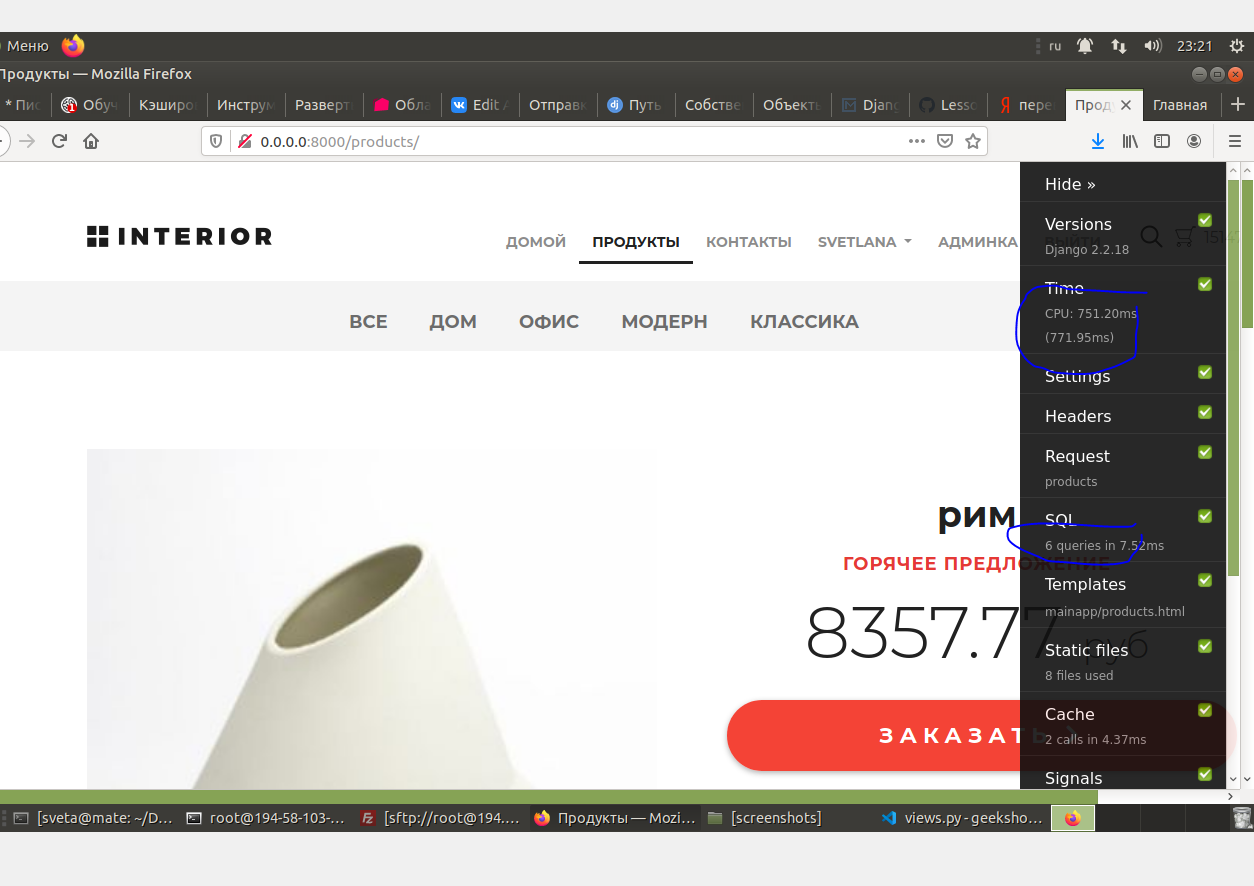 Меню
ru
23:21
Продукты — Mozilla Firefox
* Пис
Обуч
Кэширо
Инструм
Разверт
Обла
Edit A
Отправк
Путь
Собстве
Объекть
Djang
Lesso
пере
Проду
Главная
0.0.0.0:8000/products/
INTERIOR
ДОМОЙ
ПРОДУКТЫ
КОНТАКТЫ
SVETLANA
АДМИНКА
ВЫЙТИ
ВСЕ
ДОМ
ОФИС
МОДЕРН
КЛАССИКА
рим
ГОРЯЧЕЕ ПРЕДЛОЖЕНИЕ
8357.77 руб
ЗАКАЗАТЬ
Hide »
Versions
Django 2.2.18
Time
CPU: 751.20ms
(771.95ms)
Settings
Headers
Request
products
SQL
6 queries in 7.52ms
Templates
mainapp/products.html
Static files
8 files used
Cache
2 calls in 4.37ms
Signals
[sveta@mate: ~/D...
root@194-58-103-...
[sftp://root@194....
Продукты — Mozi...
[screenshots]
views.py - geeksho...